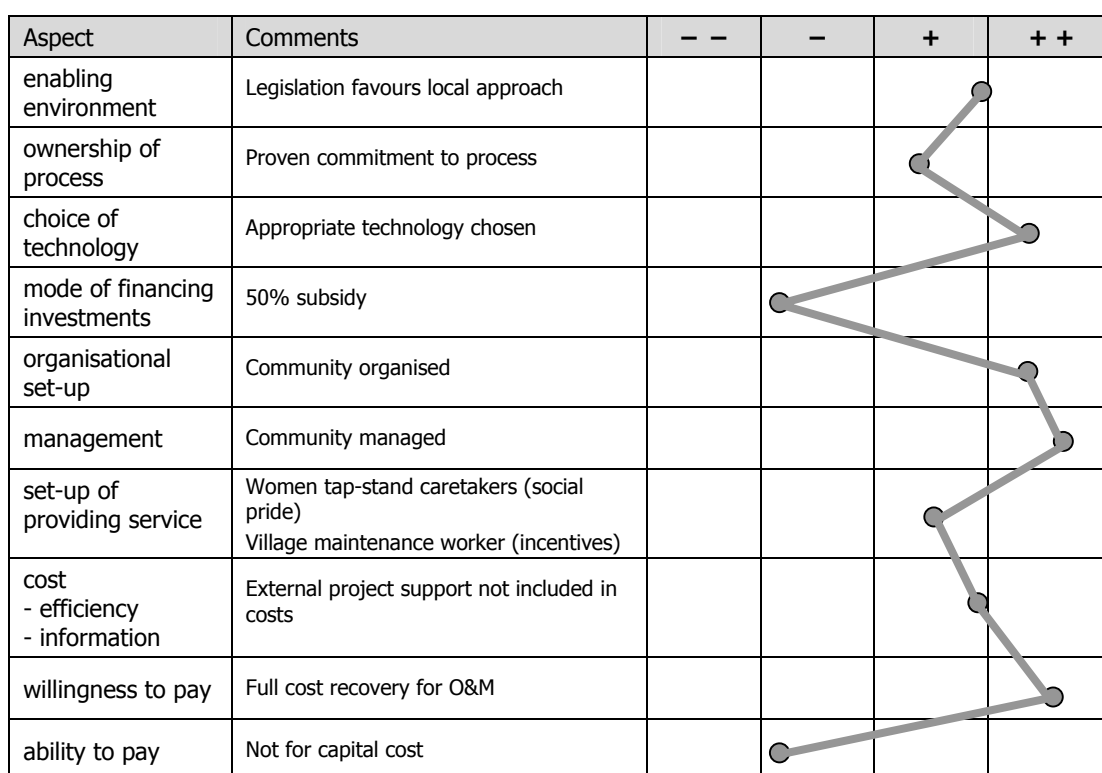 Aspect Comments – – – + + +
enabling
environment
Legislation favours local approach
ownership of
process
Proven commitment to process
choice of
technology
Appropriate technology chosen
mode of financing
investments
50% subsidy
organisational
set-up
Community organised
management
Community managed
set-up of
providing service
Women tap-stand caretakers (social
pride)
Village maintenance worker (incentives)
cost
- efficiency
- information
External project support not included in
costs
willingness to pay
Full cost recovery for O&M
ability to pay
Not for capital cost